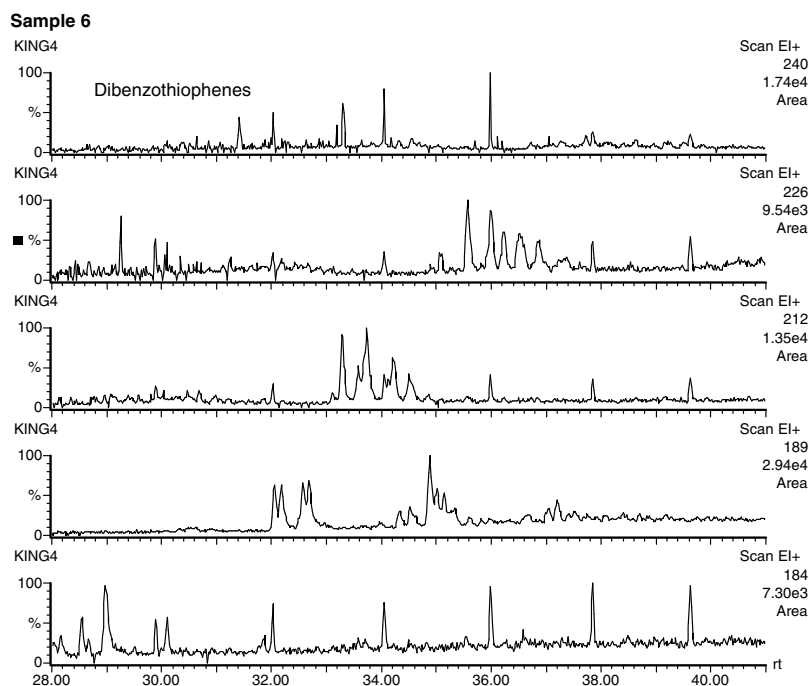 Sample 6
KING4
Scan EI+
240
1.74e4
Area
100
%
0
Dibenzothiophenes
KING4
Scan EI+
226
9.54e3
Area
100
%
0
KING4
Scan EI+
212
1.35e4
Area
100
%
0
KING4
Scan EI+
189
2.94e4
Area
100
%
0
KING4
Scan EI+
184
7.30e3
Area
100
%
0
28.00 30.00 32.00 34.00 36.00 38.00 40.00 rt